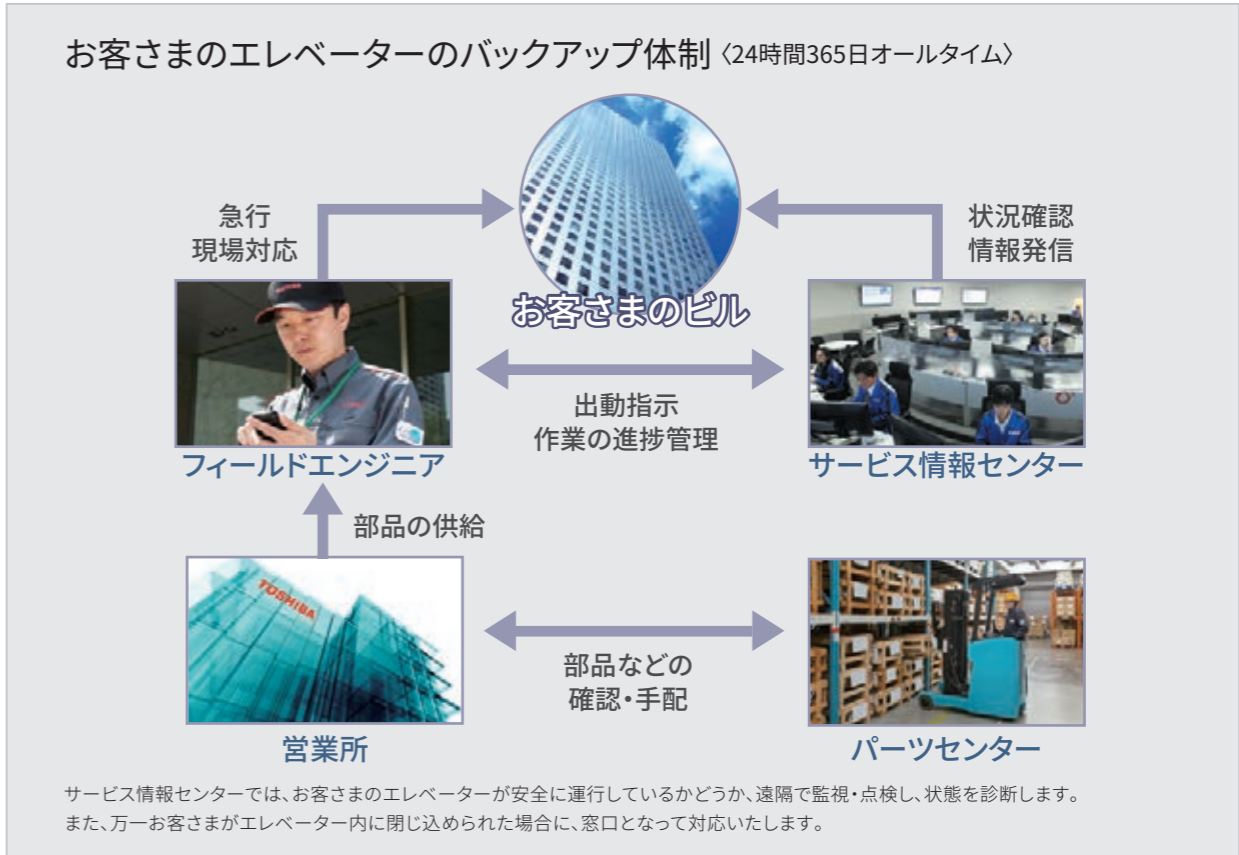 お客さまのエレベーターのバックアップ体制〈24時間365日オールタイム〉
急行
現場対応
状況確認
情報発信
お客さまのビル
出動指示
作業の進捗管理
フィールドエンジニア
サービス情報センター
部品の供給
TOSHIBA
部品などの
確認・手配
営業所
パーツセンター
サービス情報センターでは、お客さまのエレベーターが安全に運行しているかどうか、遠隔で監視・点検し、状態を診断します。
また、万一お客さまがエレベーター内に閉じ込められた場合に、窓口となって対応いたします。